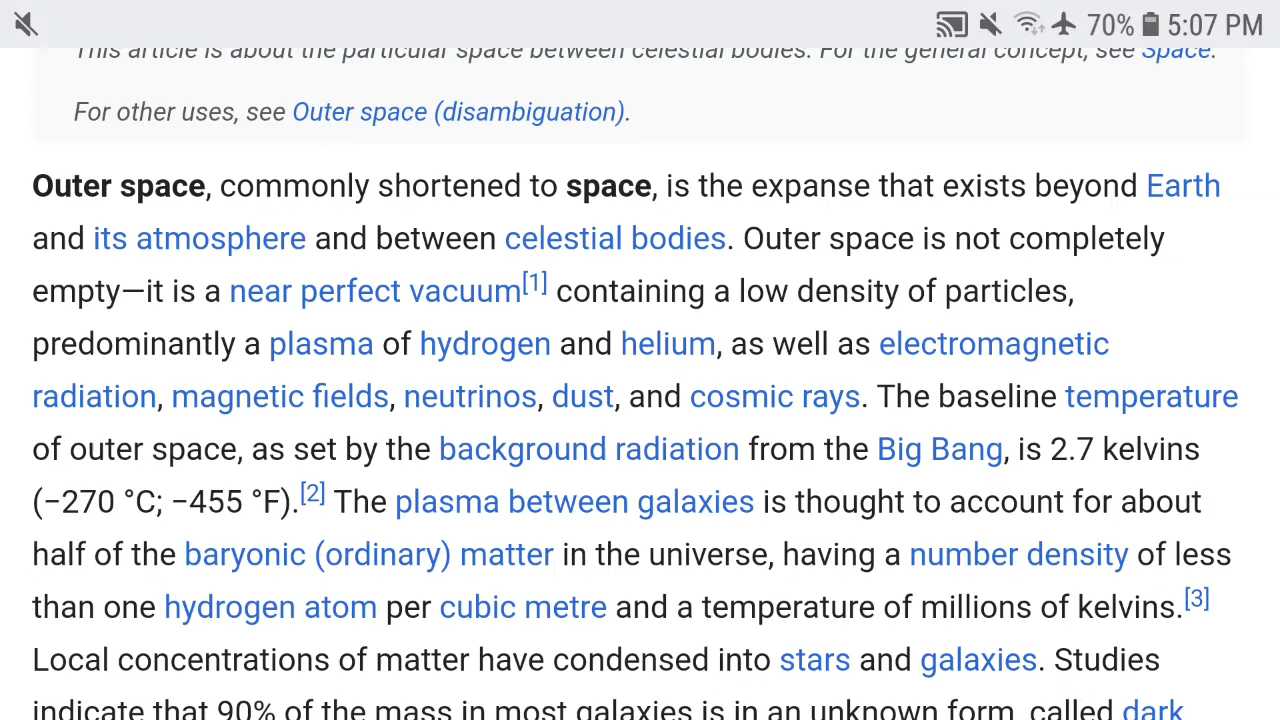 70% 5:07 PM
This article is about the particular space between celestial bodies. For the general concept, see Space.
For other uses, see Outer space (disambiguation).
Outer space, commonly shortened to space, is the expanse that exists beyond Earth
and its atmosphere and between celestial bodies. Outer space is not completely
empty—it is a near perfect vacuum[1] containing a low density of particles,
predominantly a plasma of hydrogen and helium, as well as electromagnetic
radiation, magnetic fields, neutrinos, dust, and cosmic rays. The baseline temperature
of outer space, as set by the background radiation from the Big Bang, is 2.7 kelvins
(−270 °C; −455 °F).[2] The plasma between galaxies is thought to account for about
half of the baryonic (ordinary) matter in the universe, having a number density of less
than one hydrogen atom per cubic metre and a temperature of millions of kelvins.[3]
Local concentrations of matter have condensed into stars and galaxies. Studies
indicate that 90% of the mass in most galaxies is in an unknown form, called dark